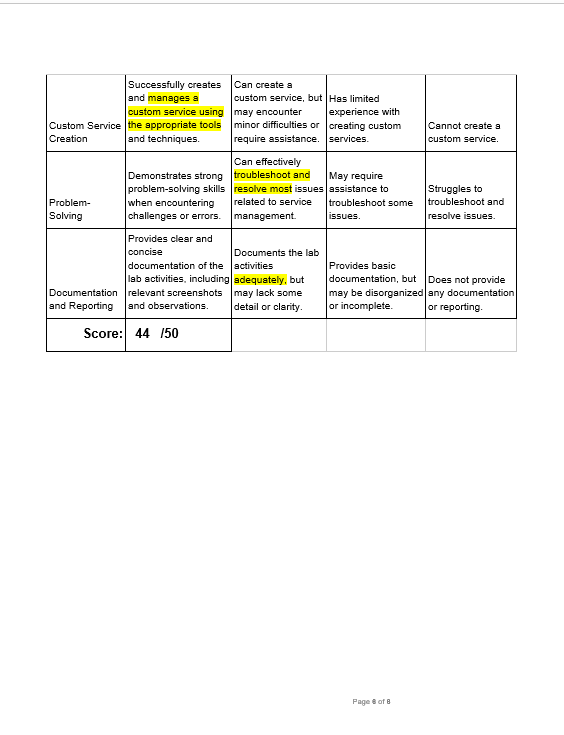 Custom Service
Creation
Successfully creates
and manages a
custom service using
the appropriate tools
and techniques.
Can create a
custom service, but
may encounter
minor difficulties or
require assistance.
Has limited
experience with
creating custom
services.
Cannot create a
custom service.
Problem-
Solving
Demonstrates strong
problem-solving skills
when encountering
challenges or errors.
Can effectively
troubleshoot and
resolve most issues
related to service
management.
May require
assistance to
troubleshoot some
issues.
Struggles to
troubleshoot and
resolve issues.
Documentation
and Reporting
Provides clear and
concise
documentation of the
lab activities, including
relevant screenshots
and observations.
Documents the lab
activities
adequately, but
may lack some
detail or clarity.
Provides basic
documentation, but
may be disorganized
or incomplete.
Does not provide
any documentation
or reporting.
Score: 44 /50
Page 6 of 6